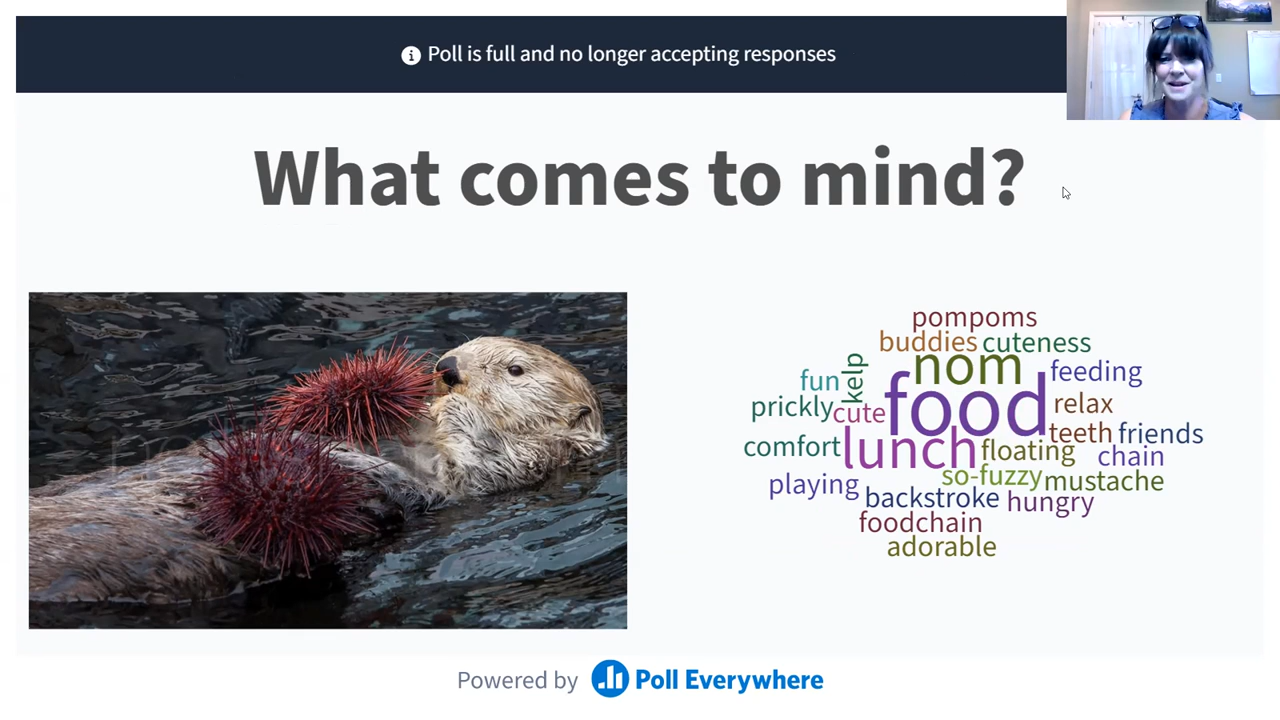 Poll is full and no longer accepting responses
What comes to mind?
pompoms
buddies cuteness
nom
feeding
fun
kelp
food
relax
prickly
cute
teeth
friends
comfort
lunch
floating
chain
so-fuzzy
mustache
playing
backstroke
hungry
foodchain
adorable
Powered by Poll Everywhere